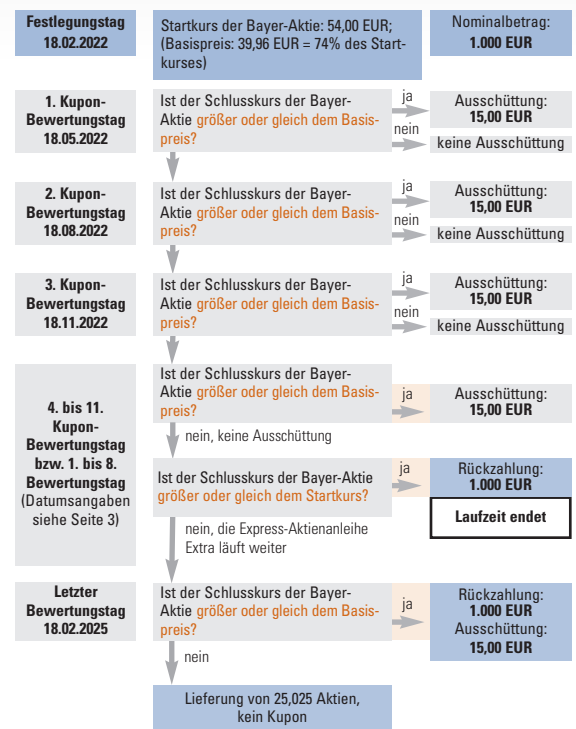 Festlegungstag
18.02.2022
Startkurs der Bayer-Aktie: 54,00 EUR;
(Basispreis: 39,96 EUR = 74% des Start-
kurses)
Nominalbetrag:
1.000 EUR
1. Kupon-
Bewertungstag
18.05.2022
Ist der Schlusskurs der Bayer-
Aktie größer oder gleich dem Basis-
preis?
ja
Ausschüttung:
15,00 EUR
nein
keine Ausschüttung
2. Kupon-
Bewertungstag
18.08.2022
Ist der Schlusskurs der Bayer-
Aktie größer oder gleich dem Basis-
preis?
ja
Ausschüttung:
15,00 EUR
nein
keine Ausschüttung
3. Kupon-
Bewertungstag
18.11.2022
Ist der Schlusskurs der Bayer-
Aktie größer oder gleich dem Basis-
preis?
ja
Ausschüttung:
15,00 EUR
nein
keine Ausschüttung
4. bis 11.
Kupon-
Bewertungstag
bzw. 1. bis 8.
Bewertungstag
(Datumsangaben
siehe Seite 3)
Ist der Schlusskurs der Bayer-
Aktie größer oder gleich dem Basis-
preis?
ja
Ausschüttung:
15,00 EUR
nein, keine Ausschüttung
Ist der Schlusskurs der Bayer-Aktie
größer oder gleich dem Startkurs?
ja
Rückzahlung:
1.000 EUR
Laufzeit endet
nein, die Express-Aktienanleihe
Extra läuft weiter
Letzter
Bewertungstag
18.02.2025
Ist der Schlusskurs der Bayer-
Aktie größer oder gleich dem Basis-
preis?
ja
Rückzahlung:
1.000 EUR
Ausschüttung:
15,00 EUR
nein
Lieferung von 25,025 Aktien,
kein Kupon